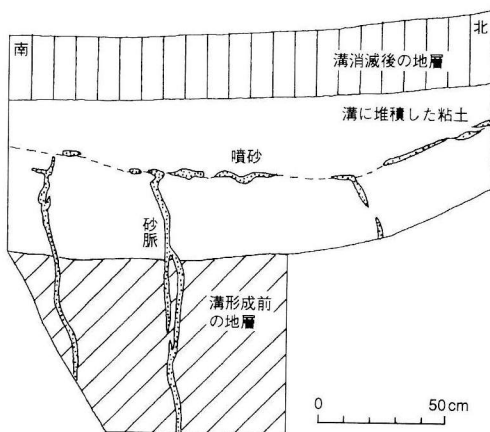 南
北
溝消滅後の地層
溝に堆積した粘土
噴砂
砂脈
溝形成前
の地層
0
50cm